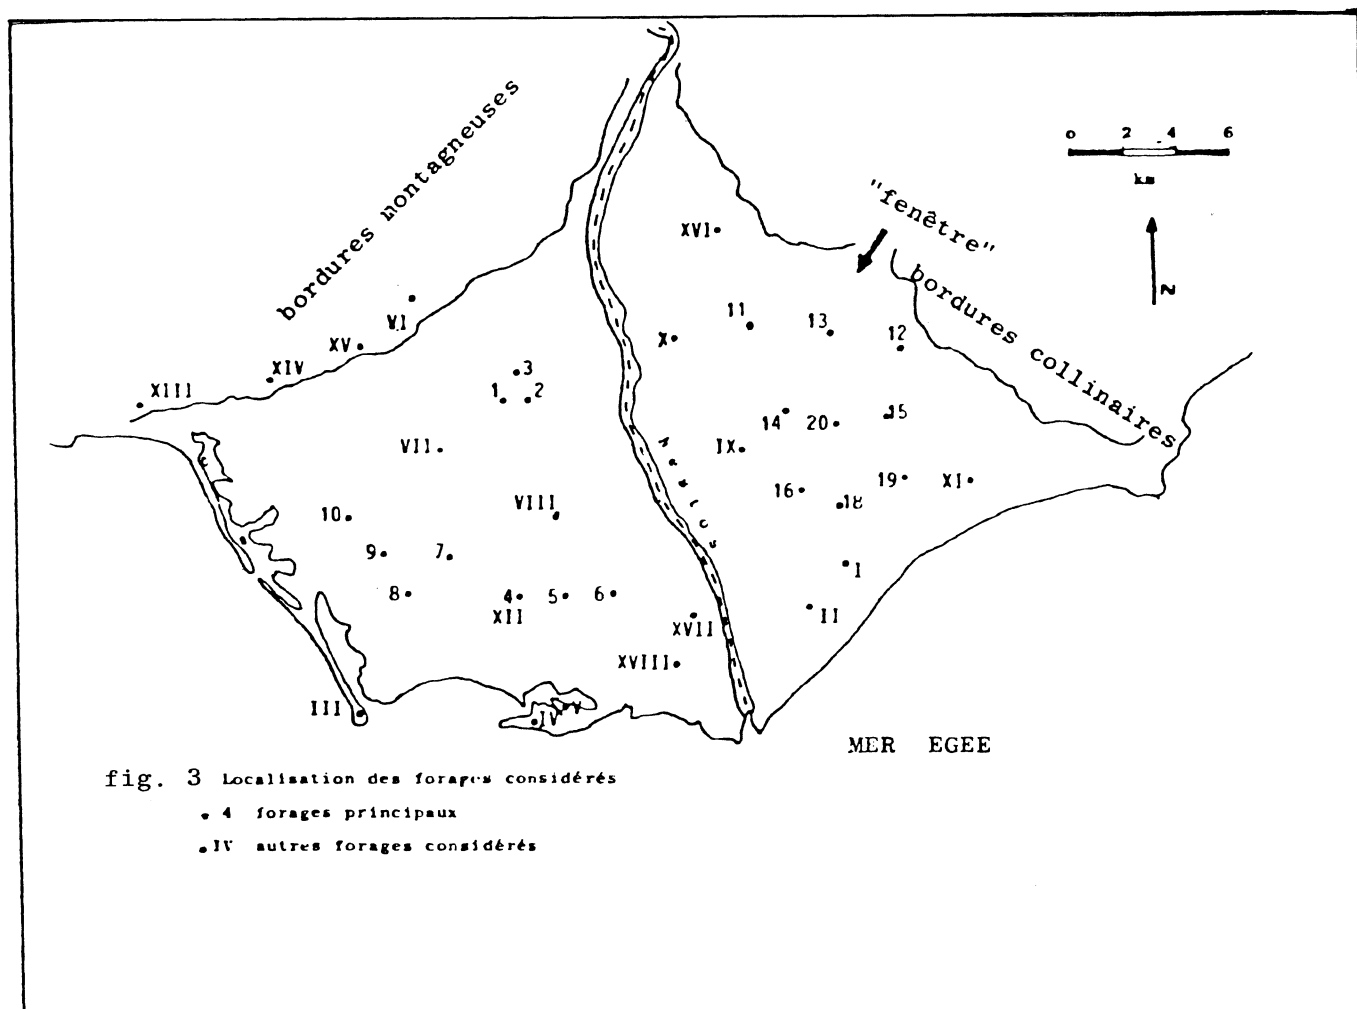 0 2 4 6
km
N
bordures montagneuses
"fenêtre"
bordures collinaires
XVI
11
13
12
X
VI
XV
XIV
XIII
3
1
2
14
20
15
VII
IX
Nestos
16
19
XI
18
10
VIII
9
7
I
8
4
5
6
XII
II
XVII
XVIII
III
IV
V
MER EGEE
fig. 3 Localisation des forages considérés
4 forages principaux
IV autres forages considérés